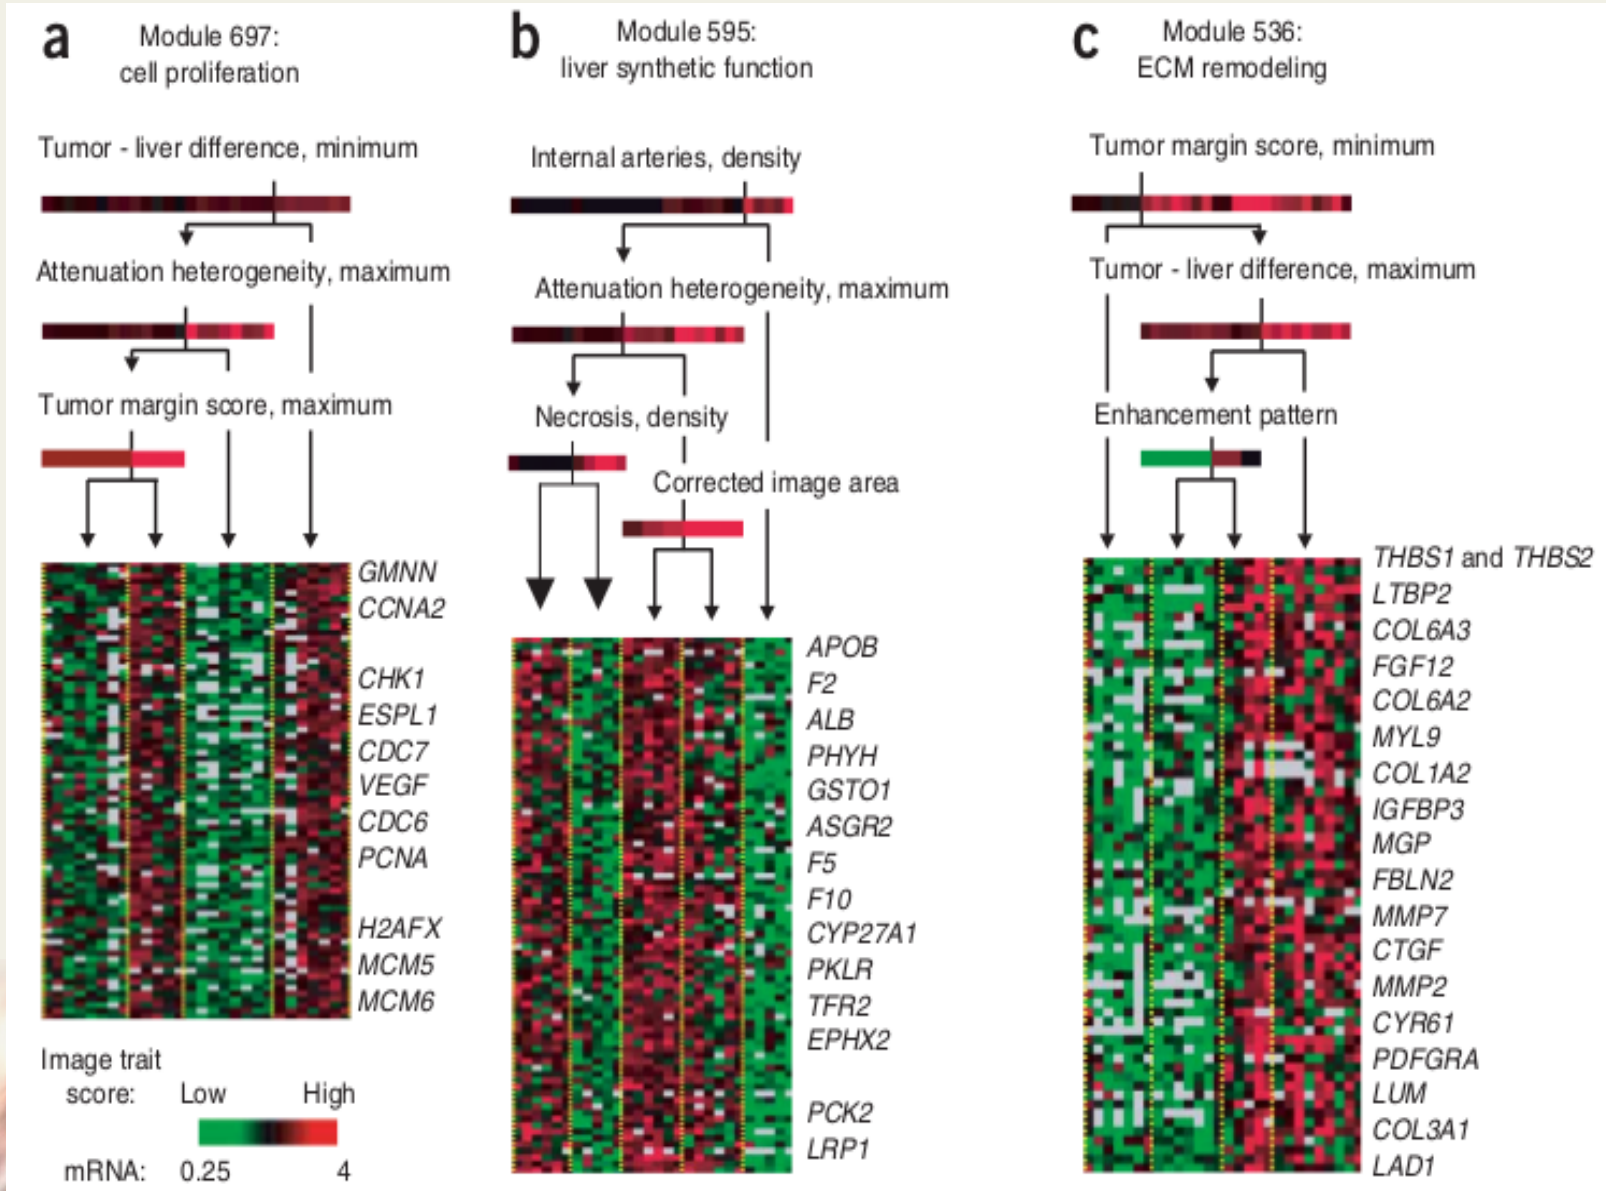 a
Module 697:
cell proliferation
Tumor - liver difference, minimum
Attenuation heterogeneity, maximum
Tumor margin score, maximum
GMNN
CCNA2
CHK1
ESPL1
CDC7
VEGF
CDC6
PCNA
H2AFX
MCM5
MCM6
Image trait
score: Low High
mRNA: 0.25 4
b
Module 595:
liver synthetic function
Internal arteries, density
Attenuation heterogeneity, maximum
Necrosis, density
Corrected image area
APOB
F2
ALB
PHYH
GSTO1
ASGR2
F5
F10
CYP27A1
PKLR
TFR2
EPHX2
PCK2
LRP1
c
Module 536:
ECM remodeling
Tumor margin score, minimum
Tumor - liver difference, maximum
Enhancement pattern
THBS1 and THBS2
LTBP2
COL6A3
FGF12
COL6A2
MYL9
COL1A2
IGFBP3
MGP
FBLN2
MMP7
CTGF
MMP2
CYR61
PDFGRA
LUM
COL3A1
LAD1